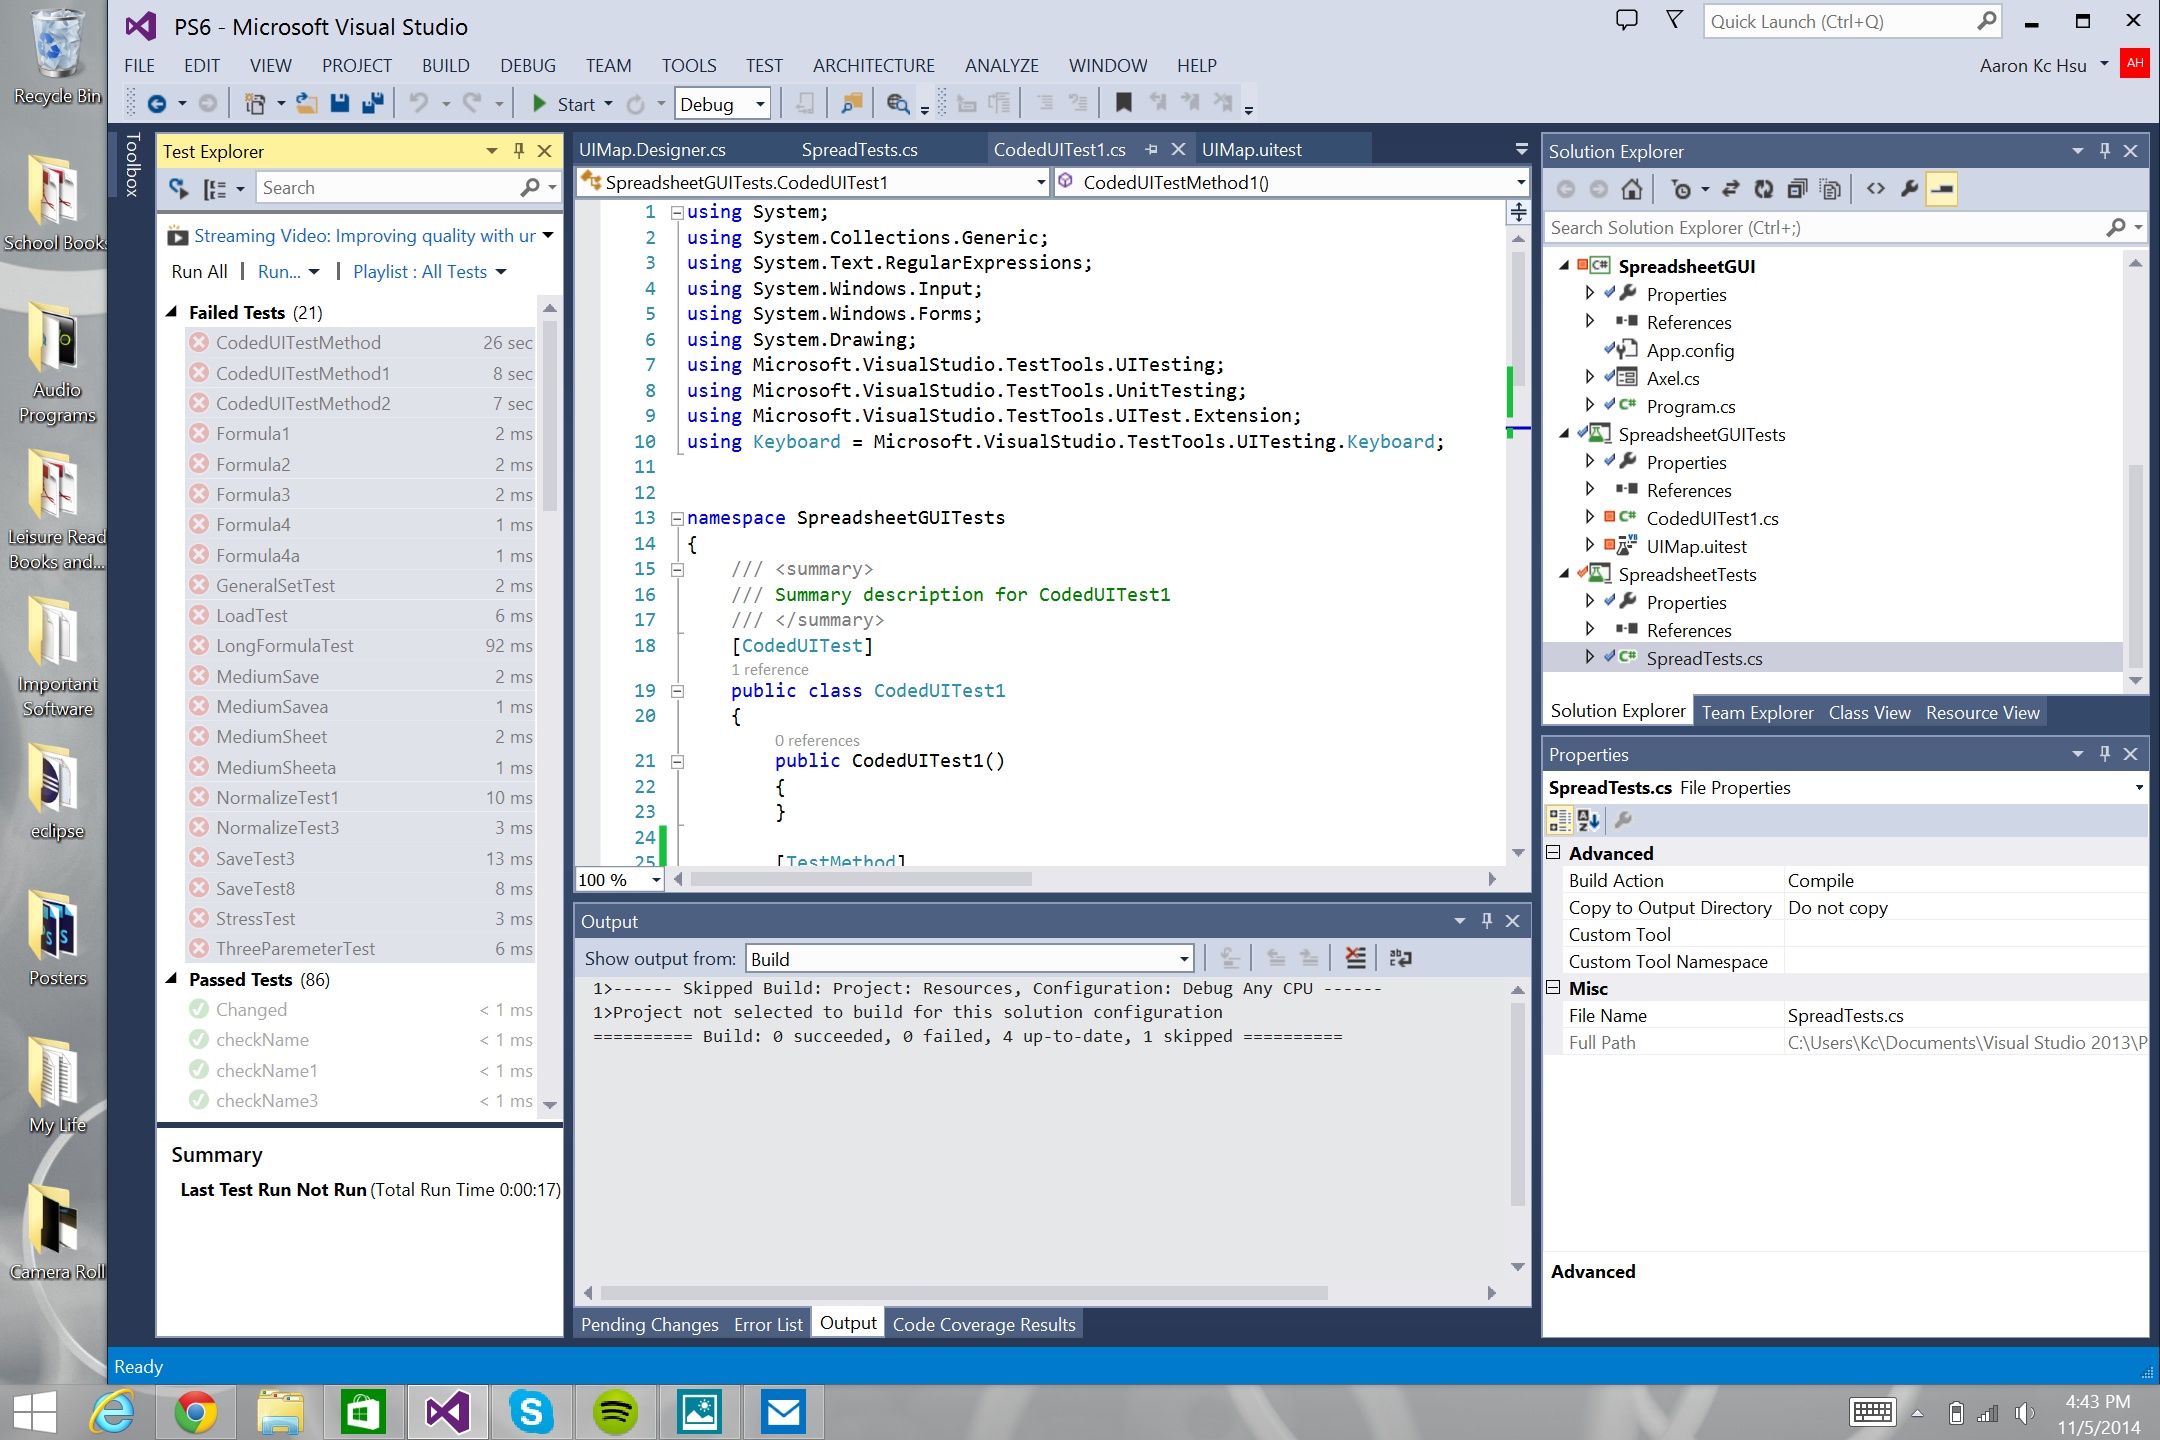 PS6 - Microsoft Visual Studio
Quick Launch (Ctrl+Q)
FILE EDIT VIEW PROJECT BUILD DEBUG TEAM TOOLS TEST ARCHITECTURE ANALYZE WINDOW HELP
Aaron Kc Hsu AH
Start Debug
Recycle Bin
School Books
Audio Programs
Leisure Read Books and...
Important Software
eclipse
Posters
My Life
Camera Roll
Toolbox
Test Explorer
Search
Streaming Video: Improving quality with ur
Run All | Run... | Playlist : All Tests
Failed Tests (21)
CodedUITestMethod 26 sec
CodedUITestMethod1 8 sec
CodedUITestMethod2 7 sec
Formula1 2 ms
Formula2 2 ms
Formula3 2 ms
Formula4 1 ms
Formula4a 1 ms
GeneralSetTest 2 ms
LoadTest 6 ms
LongFormulaTest 92 ms
MediumSave 2 ms
MediumSavea 1 ms
MediumSheet 2 ms
MediumSheeta 1 ms
NormalizeTest1 10 ms
NormalizeTest3 3 ms
SaveTest3 13 ms
SaveTest8 8 ms
StressTest 3 ms
ThreeParemeterTest 6 ms
Passed Tests (86)
Changed < 1 ms
checkName < 1 ms
checkName1 < 1 ms
checkName3 < 1 ms
Summary
Last Test Run Not Run (Total Run Time 0:00:17)
UIMap.Designer.cs SpreadTests.cs CodedUITest1.cs UIMap.uitest
SpreadsheetGUITests.CodedUITest1 CodedUITestMethod1()
1 using System;
2 using System.Collections.Generic;
3 using System.Text.RegularExpressions;
4 using System.Windows.Input;
5 using System.Windows.Forms;
6 using System.Drawing;
7 using Microsoft.VisualStudio.TestTools.UITesting;
8 using Microsoft.VisualStudio.TestTools.UnitTesting;
9 using Microsoft.VisualStudio.TestTools.UITest.Extension;
10 using Keyboard = Microsoft.VisualStudio.TestTools.UITesting.Keyboard;
11
12
13 namespace SpreadsheetGUITests
14 {
15 /// <summary>
16 /// Summary description for CodedUITest1
17 /// </summary>
18 [CodedUITest]
1 reference
19 public class CodedUITest1
20 {
0 references
21 public CodedUITest1()
22 {
23 }
24
25 [TestMethod]
100 %
Output
Show output from: Build
1>------ Skipped Build: Project: Resources, Configuration: Debug Any CPU ------
1>Project not selected to build for this solution configuration
========== Build: 0 succeeded, 0 failed, 4 up-to-date, 1 skipped ==========
Pending Changes Error List Output Code Coverage Results
Solution Explorer
Search Solution Explorer (Ctrl+;)
SpreadsheetGUI
Properties
References
App.config
Axel.cs
Program.cs
SpreadsheetGUITests
Properties
References
CodedUITest1.cs
UIMap.uitest
SpreadsheetTests
Properties
References
SpreadTests.cs
Solution Explorer Team Explorer Class View Resource View
Properties
SpreadTests.cs File Properties
Advanced
Build Action Compile
Copy to Output Directory Do not copy
Custom Tool
Custom Tool Namespace
Misc
File Name SpreadTests.cs
Full Path C:\Users\Kc\Documents\Visual Studio 2013\P
Advanced
Ready
4:43 PM
11/5/2014